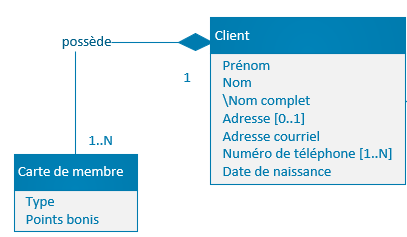 possède
Client
1
Prénom
Nom
\Nom complet
Adresse [0..1]
Adresse courriel
Numéro de téléphone [1..N]
Date de naissance
1..N
Carte de membre
Type
Points bonis